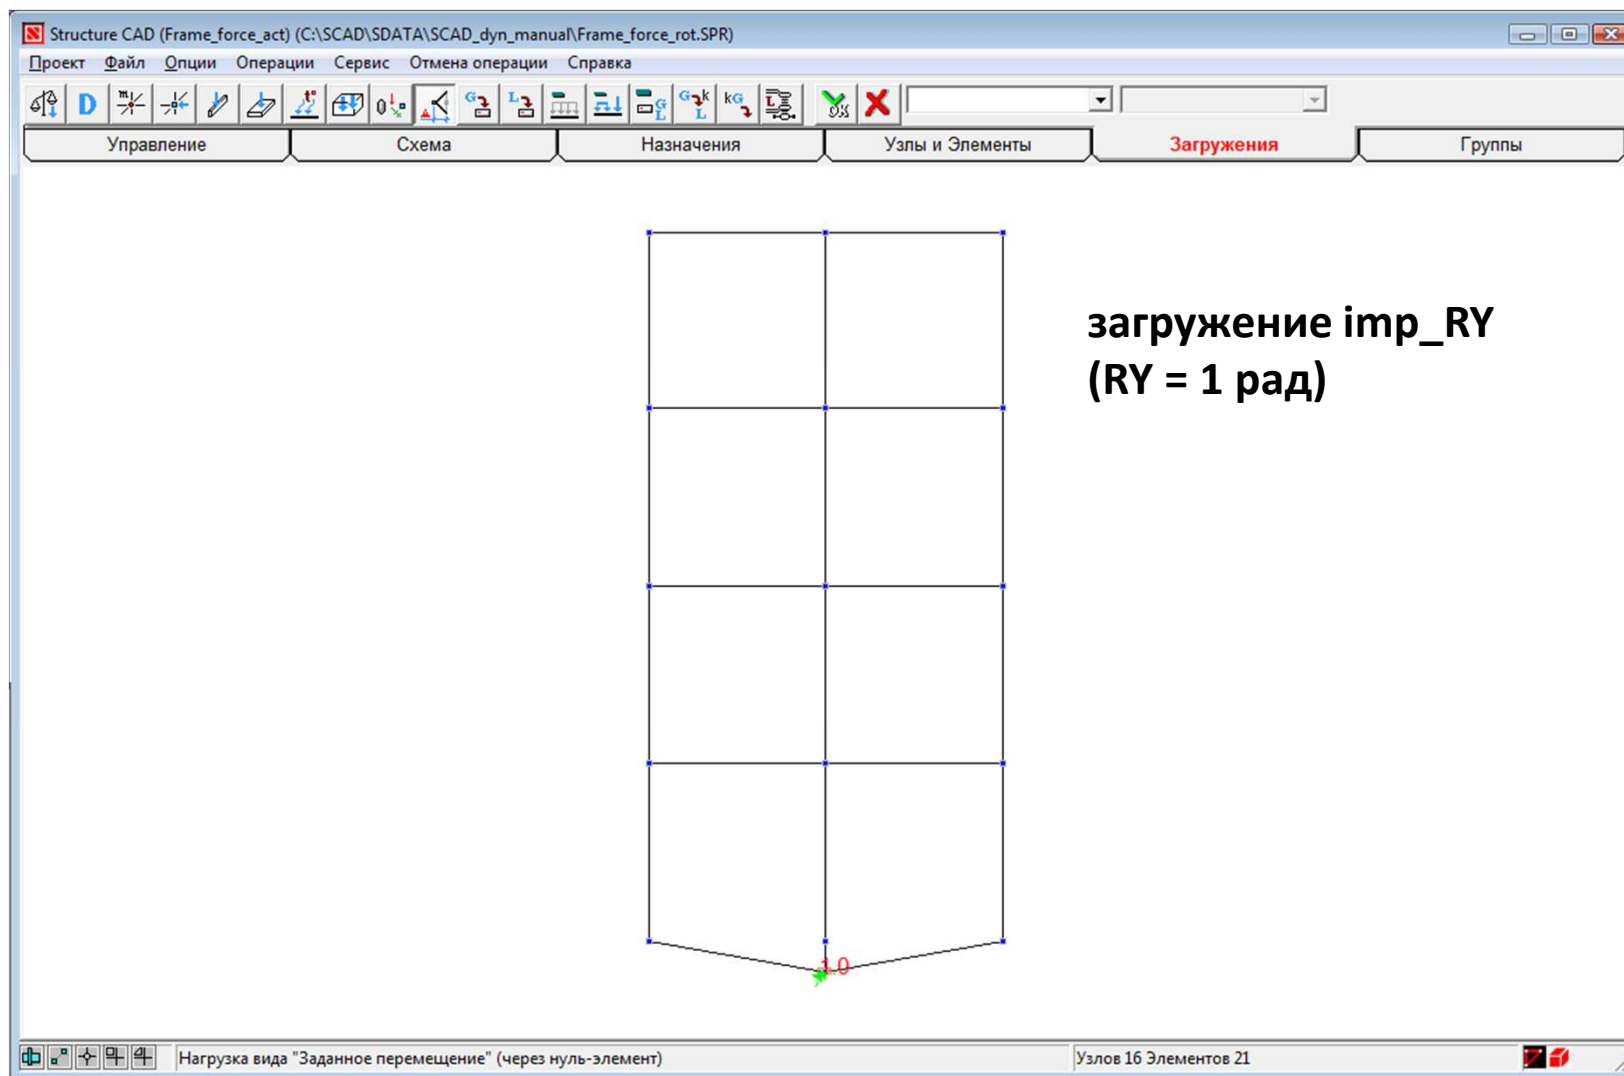 Structure CAD (Frame_force_act) (C:\SCAD\SDATA\SCAD_dyn_manual\Frame_force_rot.SPR)
Проект Файл Опции Операции Сервис Отмена операции Справка
Управление Схема Назначения Узлы и Элементы Загружения Группы
загружение imp_RY
(RY = 1 рад)
1.0
Нагрузка вида "Заданное перемещение" (через нуль-элемент) Узлов 16 Элементов 21